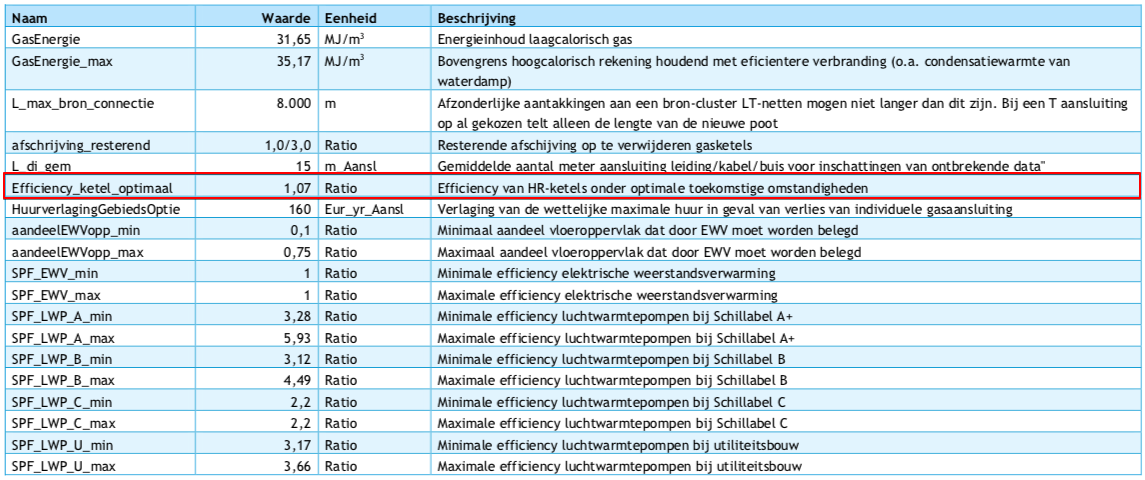 Naam Waarde Eenheid Beschrijving
GasEnergie 31,65 MJ/m³ Energieinhoud laagcalorisch gas
GasEnergie_max 35,17 MJ/m³ Bovengrens hoogcalorisch rekening houdend met eficientere verbranding (o.a. condensatiewarmte van
waterdamp)
L_max_bron_connectie 8.000 m Afzonderlijke aantakkingen aan een bron-cluster LT-netten mogen niet langer dan dit zijn. Bij een T aansluiting
op al gekozen telt alleen de lengte van de nieuwe poot
afschrijving_resterend 1,0/3,0 Ratio Resterende afschijving op te verwijderen gasketels
L_di_gem 15 m_Aansl Gemiddelde aantal meter aansluiting leiding/kabel/buis voor inschattingen van ontbrekende data"
Efficiency_ketel_optimaal 1,07 Ratio Efficiency van HR-ketels onder optimale toekomstige omstandigheden
HuurverlagingGebiedsOptie 160 Eur_yr_Aansl Verlaging van de wettelijke maximale huur in geval van verlies van individuele gasaansluiting
aandeelEWVopp_min 0,1 Ratio Minimaal aandeel vloeroppervlak dat door EWV moet worden belegd
aandeelEWVopp_max 0,75 Ratio Maximaal aandeel vloeroppervlak dat door EWV moet worden belegd
SPF_EWV_min 1 Ratio Minimale efficiency elektrische weerstandsverwarming
SPF_EWV_max 1 Ratio Maximale efficiency elektrische weerstandsverwarming
SPF_LWP_A_min 3,28 Ratio Minimale efficiency luchtwarmtepompen bij Schillabel A+
SPF_LWP_A_max 5,93 Ratio Maximale efficiency luchtwarmtepompen bij Schillabel A+
SPF_LWP_B_min 3,12 Ratio Minimale efficiency luchtwarmtepompen bij Schillabel B
SPF_LWP_B_max 4,49 Ratio Maximale efficiency luchtwarmtepompen bij Schillabel B
SPF_LWP_C_min 2,2 Ratio Minimale efficiency luchtwarmtepompen bij Schillabel C
SPF_LWP_C_max 2,2 Ratio Maximale efficiency luchtwarmtepompen bij Schillabel C
SPF_LWP_U_min 3,17 Ratio Minimale efficiency luchtwarmtepompen bij utiliteitsbouw
SPF_LWP_U_max 3,66 Ratio Maximale efficiency luchtwarmtepompen bij utiliteitsbouw